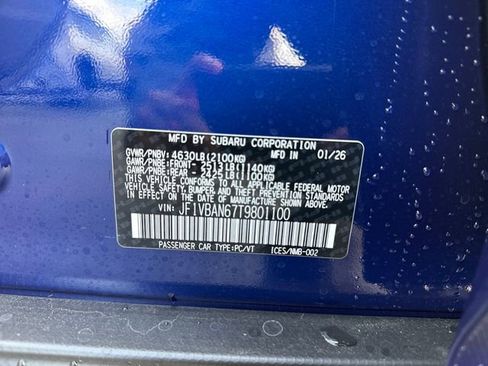 MFD BY SUBARU CORPORATION
GVWR/PNBV: 4630LB(2100KG) MFD IN 01/26
GAWR/PNBE:FRONT- 2513LB(1140KG)
GAWR/PNBE:REAR - 2425LB(1100KG)
THIS VEHICLE CONFORMS TO ALL APPLICABLE FEDERAL MOTOR
VEHICLE SAFETY, BUMPER, AND THEFT PREVENTION STANDARDS
IN EFFECT ON THE DATE OF MANUFACTURE SHOWN ABOVE.
VIN: JF1VBAN67T9801100
PASSENGER CAR TYPE:PC/VT ICES/NMB-002